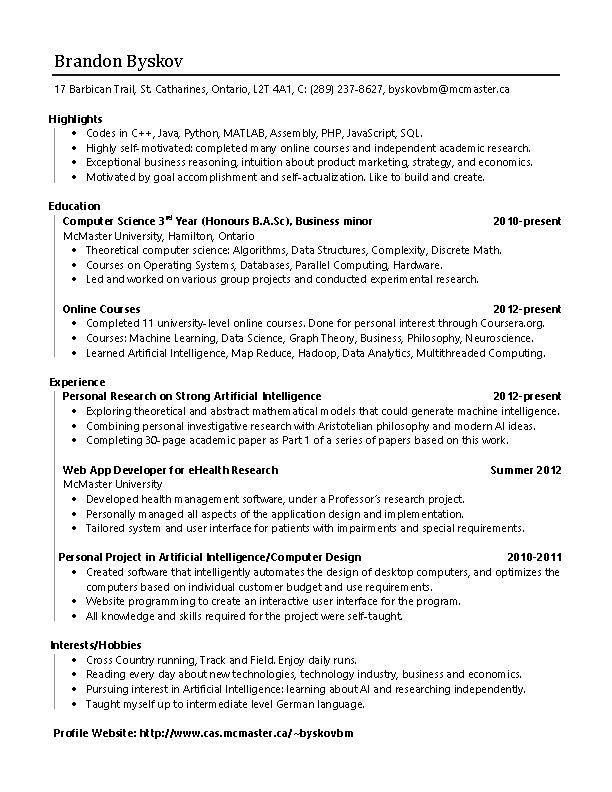 Brandon Byskov
17 Barbican Trail, St. Catharines, Ontario, L2T 4A1, C: (289) 237-8627, byskovbm@mcmaster.ca
Highlights
• Codes in C++, Java, Python, MATLAB, Assembly, PHP, JavaScript, SQL.
• Highly self-motivated: completed many online courses and independent academic research.
• Exceptional business reasoning, intuition about product marketing, strategy, and economics.
• Motivated by goal accomplishment and self-actualization. Like to build and create.
Education
Computer Science 3rd Year (Honours B.A.Sc), Business minor 2010-present
McMaster University, Hamilton, Ontario
• Theoretical computer science: Algorithms, Data Structures, Complexity, Discrete Math.
• Courses on Operating Systems, Databases, Parallel Computing, Hardware.
• Led and worked on various group projects and conducted experimental research.
Online Courses 2012-present
• Completed 11 university-level online courses. Done for personal interest through Coursera.org.
• Courses: Machine Learning, Data Science, Graph Theory, Business, Philosophy, Neuroscience.
• Learned Artificial Intelligence, Map Reduce, Hadoop, Data Analytics, Multithreaded Computing.
Experience
Personal Research on Strong Artificial Intelligence 2012-present
• Exploring theoretical and abstract mathematical models that could generate machine intelligence.
• Combining personal investigative research with Aristotelian philosophy and modern AI ideas.
• Completing 30-page academic paper as Part 1 of a series of papers based on this work.
Web App Developer for eHealth Research Summer 2012
McMaster University
• Developed health management software, under a Professor's research project.
• Personally managed all aspects of the application design and implementation.
• Tailored system and user interface for patients with impairments and special requirements.
Personal Project in Artificial Intelligence/Computer Design 2010-2011
• Created software that intelligently automates the design of desktop computers, and optimizes the
computers based on individual customer budget and use requirements.
• Website programming to create an interactive user interface for the program.
• All knowledge and skills required for the project were self-taught.
Interests/Hobbies
• Cross Country running, Track and Field. Enjoy daily runs.
• Reading every day about new technologies, technology industry, business and economics.
• Pursuing interest in Artificial Intelligence: learning about AI and researching independently.
• Taught myself up to intermediate level German language.
Profile Website: http://www.cas.mcmaster.ca/~byskovbm